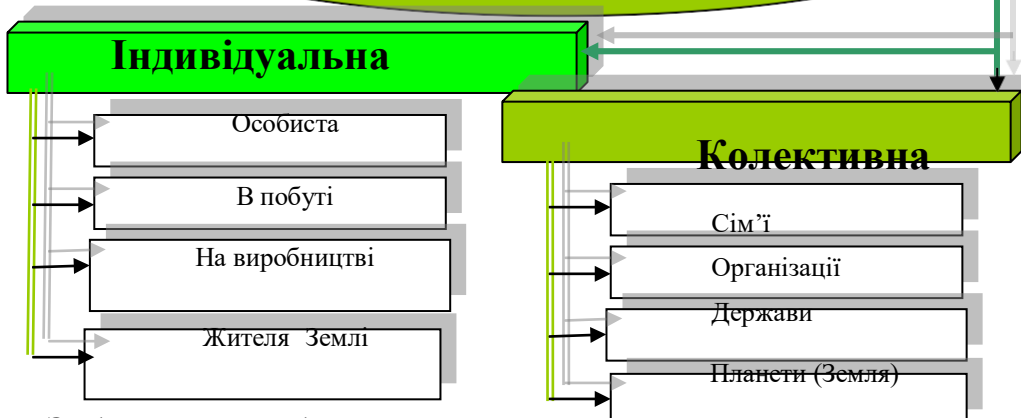 Індивідуальна
Особиста
В побуті
На виробництві
Жителя Землі
Колективна
Сім’ї
Організації
Держави
Планети (Земля)